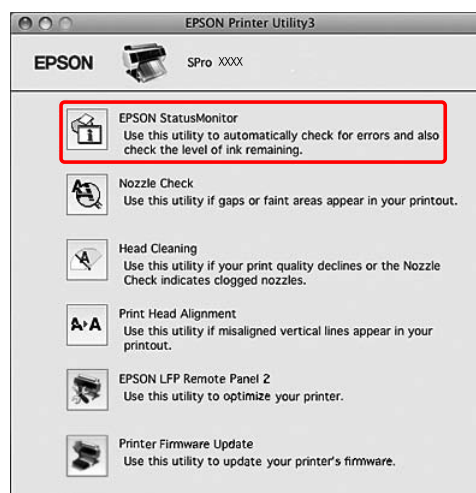 EPSON Printer Utility3
EPSON
SPro XXXX
EPSON StatusMonitor
Use this utility to automatically check for errors and also
check the level of ink remaining.
Nozzle Check
Use this utility if gaps or faint areas appear in your printout.
Head Cleaning
Use this utility if your print quality declines or the Nozzle
Check indicates clogged nozzles.
A›A
Print Head Alignment
Use this utility if misaligned vertical lines appear in your
printout.
EPSON LFP Remote Panel 2
Use this utility to optimize your printer.
Printer Firmware Update
Use this utility to update your printer's firmware.